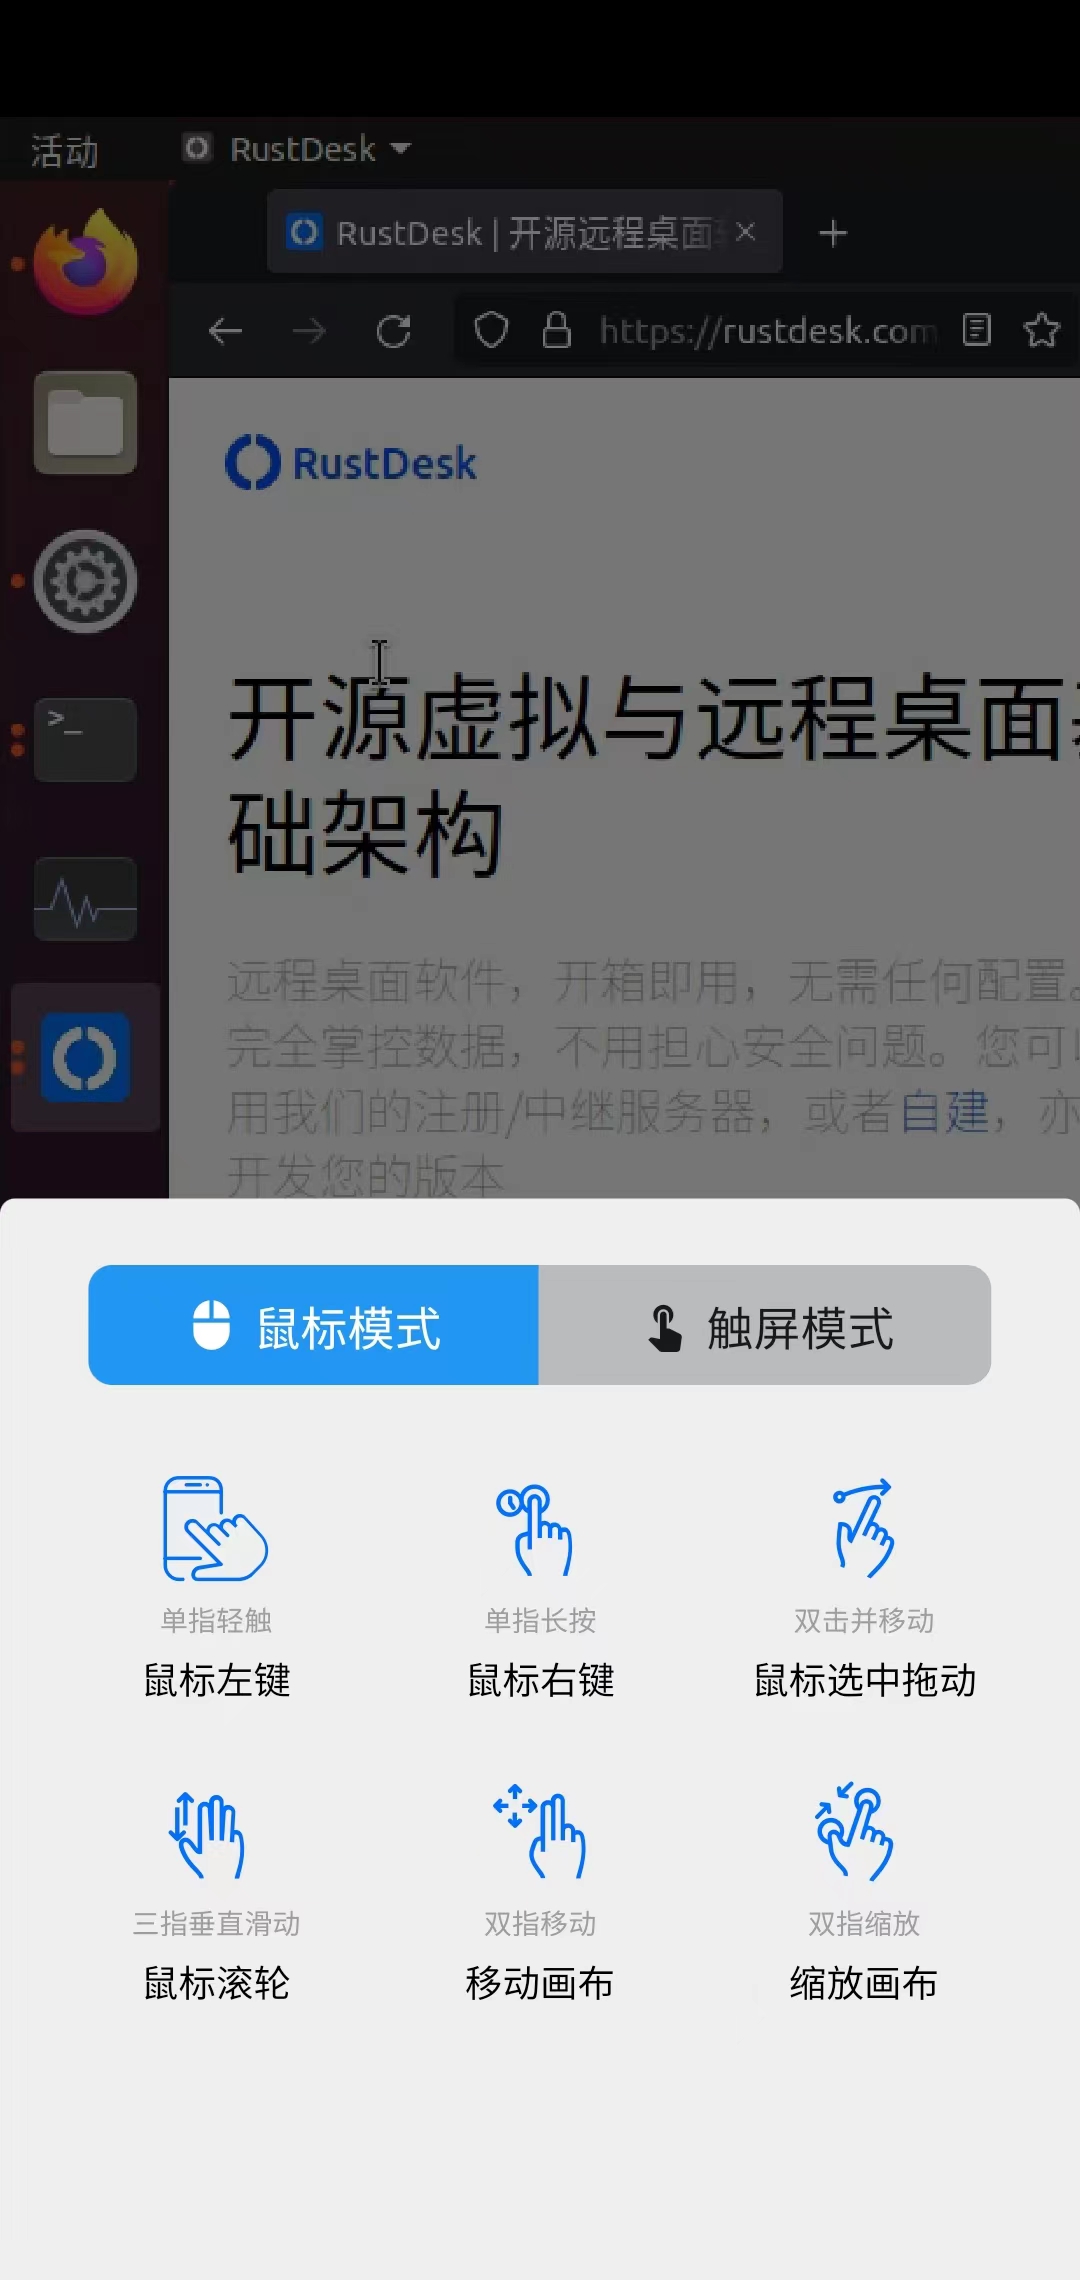 活动
RustDesk
RustDesk | 开源远程桌面
https://rustdesk.com
RustDesk
开源虚拟与远程桌面
础架构
远程桌面软件，开箱即用，无需任何配置。
完全掌控数据，不用担心安全问题。您可
用我们的注册/中继服务器，或者自建，亦
开发您的版本
鼠标模式
触屏模式
单指轻触
单指长按
双击并移动
鼠标左键
鼠标右键
鼠标选中拖动
三指垂直滑动
双指移动
双指缩放
鼠标滚轮
移动画布
缩放画布